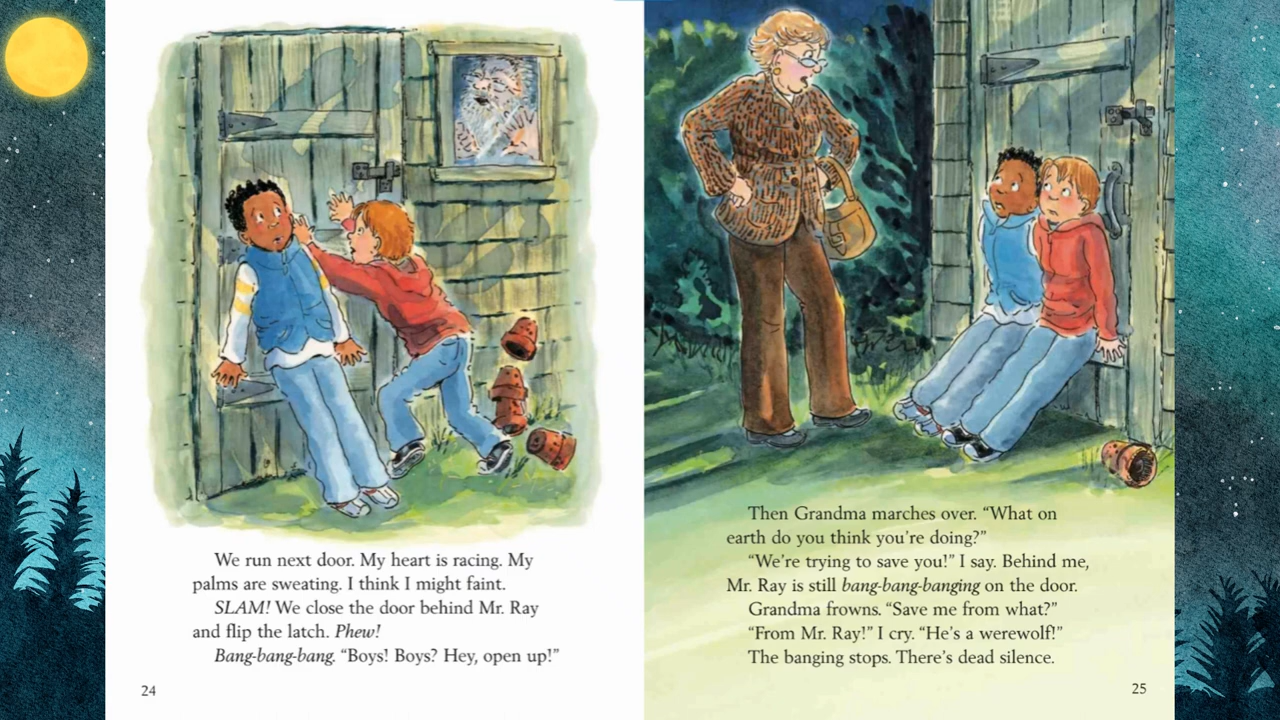 We run next door. My heart is racing. My
palms are sweating. I think I might faint.
SLAM! We close the door behind Mr. Ray
and flip the latch. Phew!
Bang-bang-bang. “Boys! Boys? Hey, open up!”
24
Then Grandma marches over. “What on
earth do you think you’re doing?”
“We’re trying to save you!” I say. Behind me,
Mr. Ray is still bang-bang-banging on the door.
Grandma frowns. “Save me from what?”
“From Mr. Ray!” I cry. “He’s a werewolf!”
The banging stops. There’s dead silence.
25